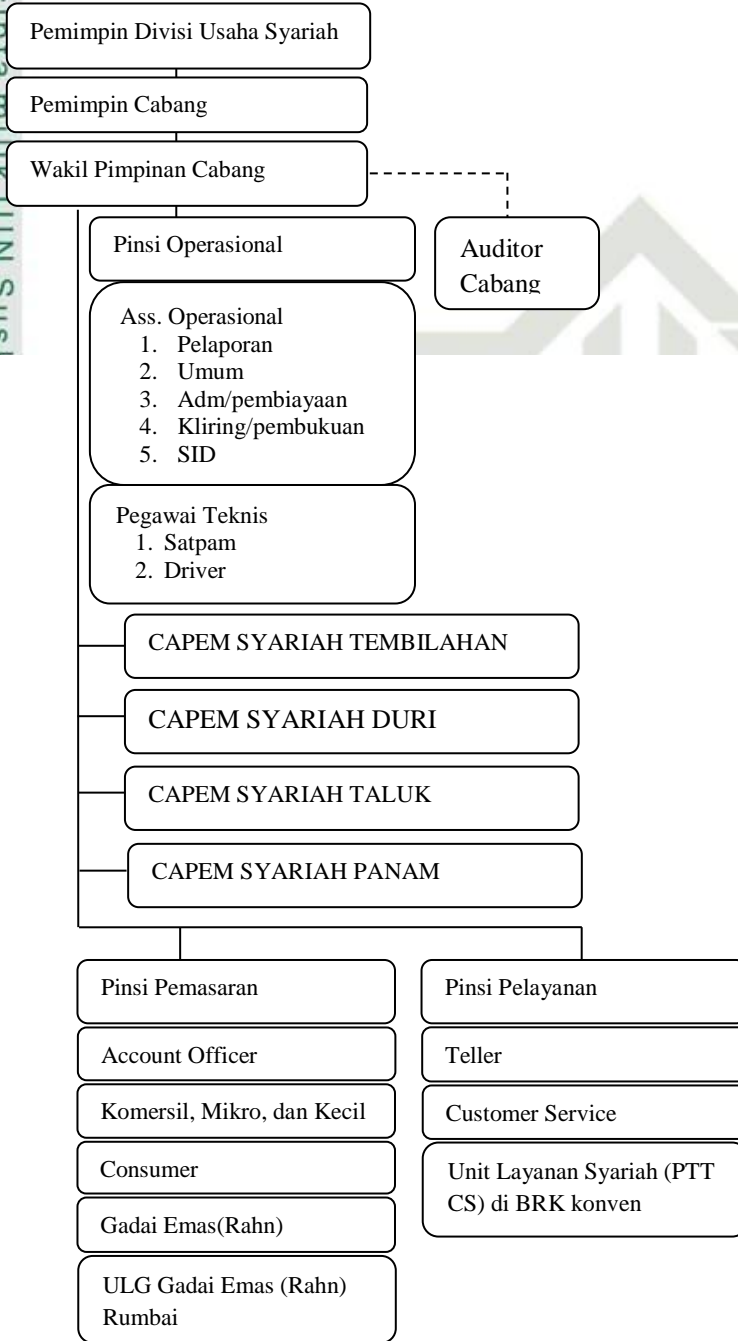 Pemimpin Divisi Usaha Syariah
Pemimpin Cabang
Wakil Pimpinan Cabang
Pinsi Operasional
Auditor
Cabang
Ass. Operasional
1. Pelaporan
2. Umum
3. Adm/pembiayaan
4. Kliring/pembukuan
5. SID
Pegawai Teknis
1. Satpam
2. Driver
CAPEM SYARIAH TEMBILAHAN
CAPEM SYARIAH DURI
CAPEM SYARIAH TALUK
CAPEM SYARIAH PANAM
Pinsi Pemasaran
Account Officer
Komersil, Mikro, dan Kecil
Consumer
Gadai Emas(Rahn)
ULG Gadai Emas (Rahn)
Rumbai
Pinsi Pelayanan
Teller
Customer Service
Unit Layanan Syariah (PTT
CS) di BRK konven